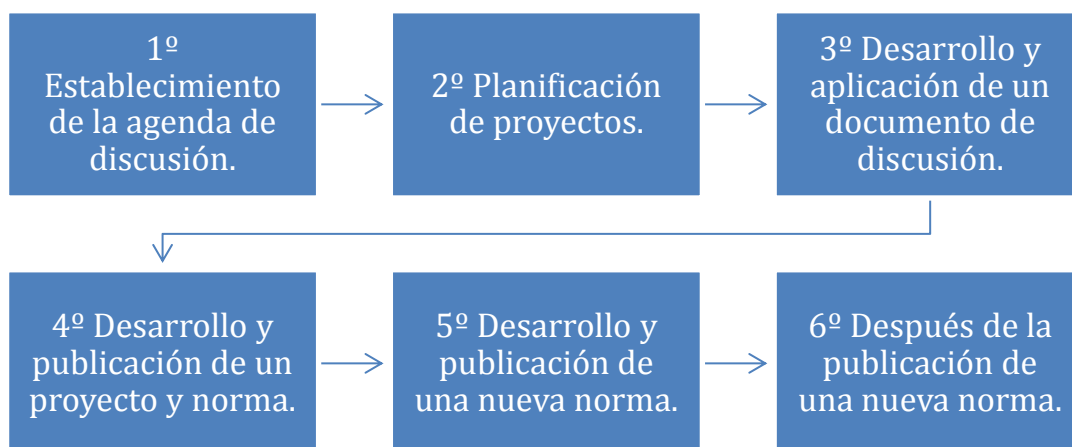 1º
Establecimiento
de la agenda de
discusión.
2º Planificación
de proyectos.
3º Desarrollo y
aplicación de un
documento de
discusión.
4º Desarrollo y
publicación de un
proyecto y norma.
5º Desarrollo y
publicación de
una nueva norma.
6º Después de la
publicación de
una nueva norma.